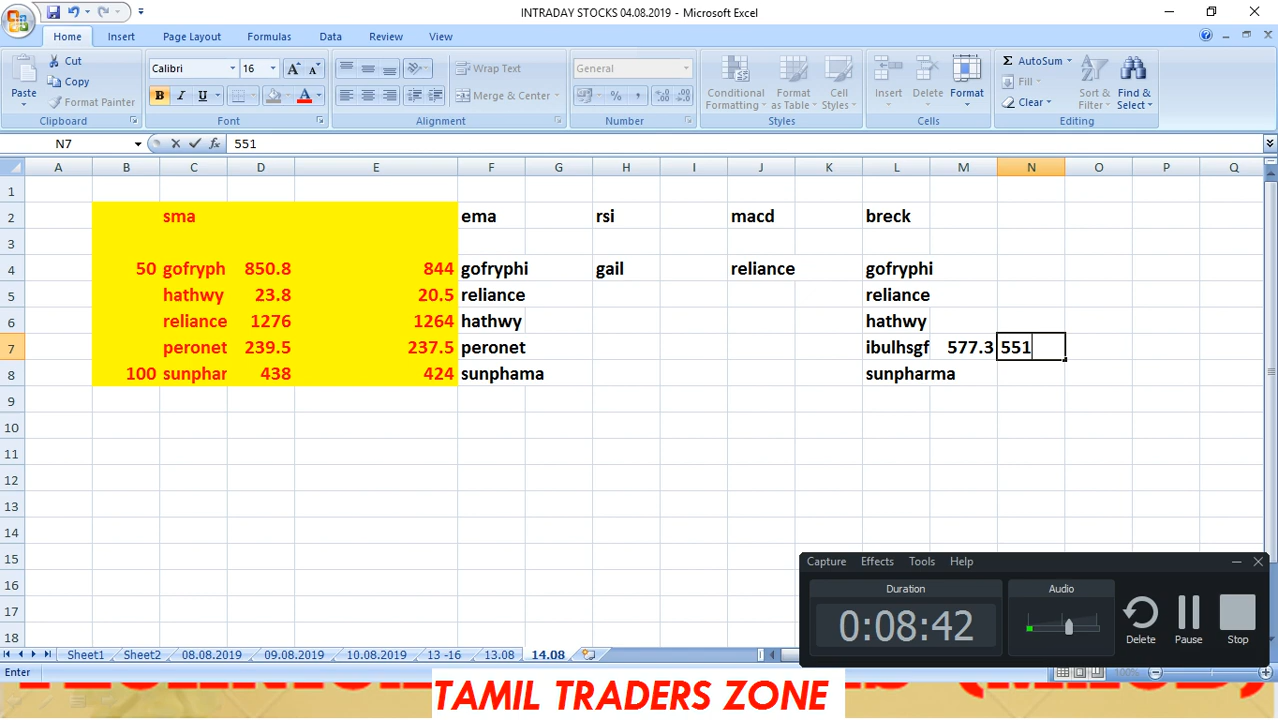 INTRADAY STOCKS 04.08.2019 - Microsoft Excel
Home Insert Page Layout Formulas Data Review View
Paste Cut Copy Format Painter Clipboard
Calibri 16 A A B I U A Font
Wrap Text Merge & Center Alignment
General % , Number
Conditional Formatting Format as Table Cell Styles Styles
Insert Delete Format Cells
AutoSum Fill Clear Sort & Filter Find & Select Editing
N7 fx 551
A B C D E F G H I J K L M N O P Q
1
2 sma ema rsi macd breck
3
4 50 gofryph 850.8 844 gofryphi gail reliance gofryphi
5 hathwy 23.8 20.5 reliance reliance
6 reliance 1276 1264 hathwy hathwy
7 peronet 239.5 237.5 peronet ibulhsgf 577.3 551
8 100 sunphar 438 424 sunphama sunpharma
9
10
11
12
13
14
15
16
17
18
Capture Effects Tools Help
Duration Audio
0:08:42
Delete Pause Stop
Sheet1 Sheet2 08.08.2019 09.08.2019 10.08.2019 13 -16 13.08 14.08
Enter 100%
TAMIL TRADERS ZONE